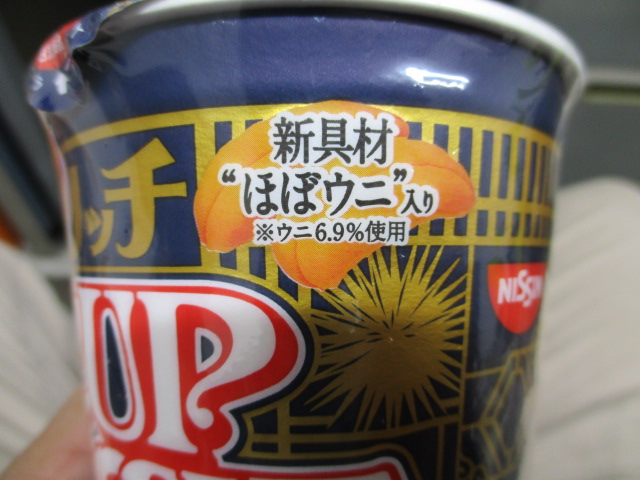 新具材
“ほぼウニ”入り
※ウニ6.9%使用
ッチ
NISSIN
UP